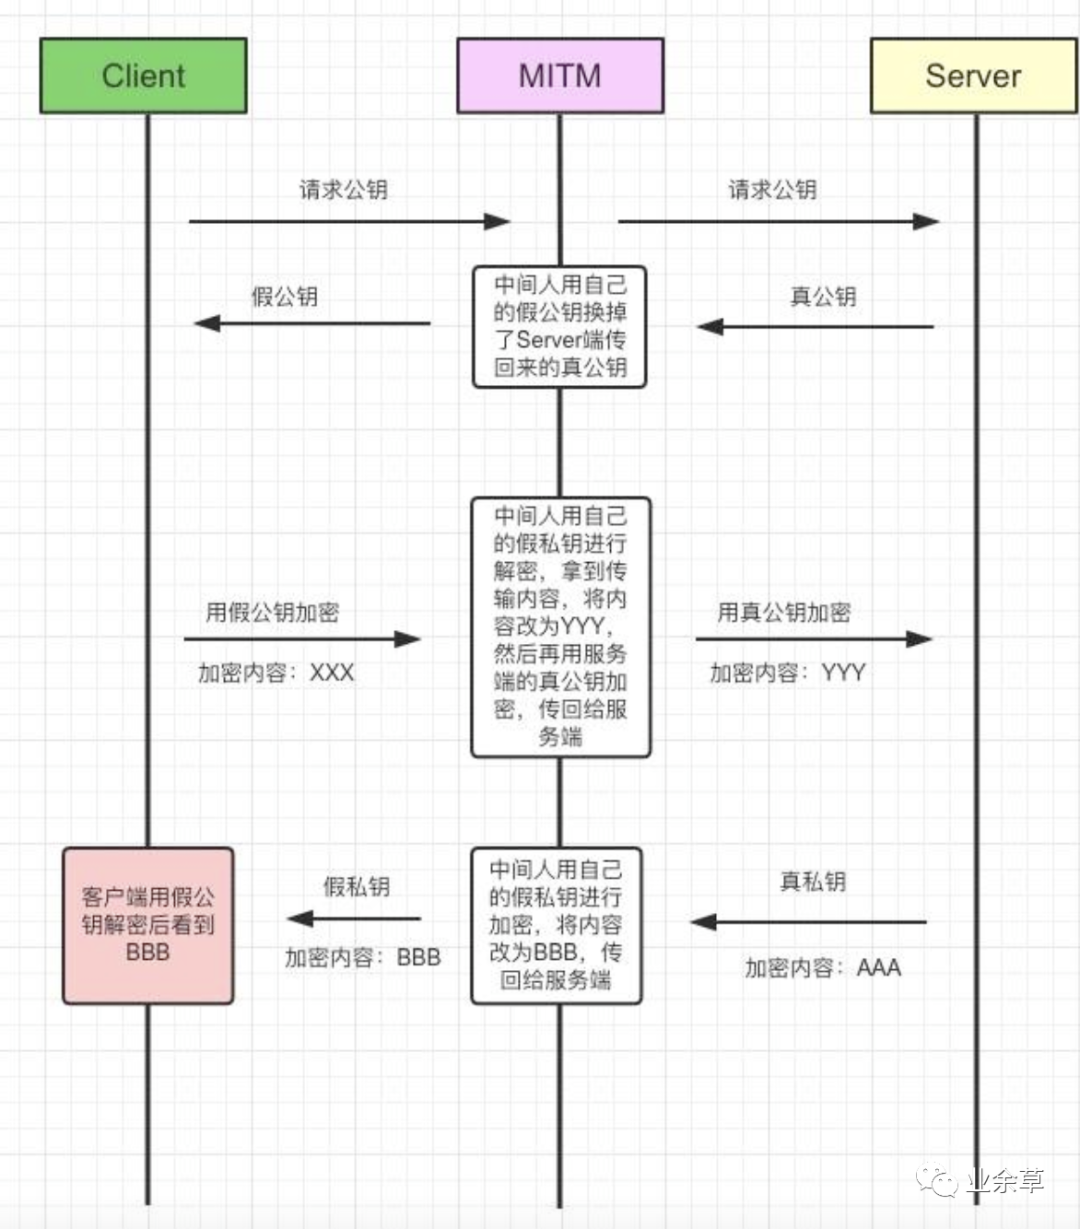 Client
MITM
Server
请求公钥
请求公钥
假公钥
中间人用自己
的假公钥换掉
了Server端传
回来的真公钥
真公钥
用假公钥加密
加密内容：XXX
中间人用自己
的假私钥进行
解密，拿到传
输内容，将内
容改为YYY，
然后再用服务
端的真公钥加
密，传回给服
务端
用真公钥加密
加密内容：YYY
客户端用假公
钥解密后看到
BBB
假私钥
加密内容：BBB
中间人用自己
的假私钥进行
加密，将内容
改为BBB，传
回给服务端
真私钥
加密内容：AAA
业余草